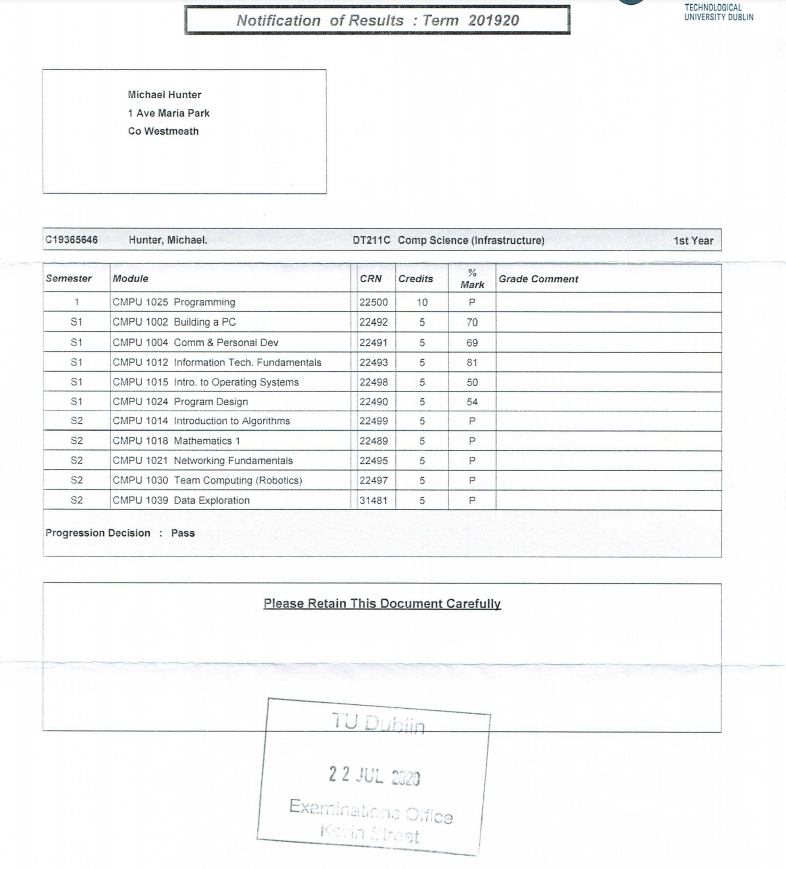 TECHNOLOGICAL
UNIVERSITY DUBLIN
Notification of Results : Term 201920
Michael Hunter
1 Ave Maria Park
Co Westmeath
C19365646 Hunter, Michael. DT211C Comp Science (Infrastructure) 1st Year
Semester Module CRN Credits % Mark Grade Comment
1 CMPU 1025 Programming 22500 10 P
S1 CMPU 1002 Building a PC 22492 5 70
S1 CMPU 1004 Comm & Personal Dev 22491 5 69
S1 CMPU 1012 Information Tech. Fundamentals 22493 5 81
S1 CMPU 1015 Intro. to Operating Systems 22498 5 50
S1 CMPU 1024 Program Design 22490 5 54
S2 CMPU 1014 Introduction to Algorithms 22499 5 P
S2 CMPU 1018 Mathematics 1 22489 5 P
S2 CMPU 1021 Networking Fundamentals 22495 5 P
S2 CMPU 1030 Team Computing (Robotics) 22497 5 P
S2 CMPU 1039 Data Exploration 31481 5 P
Progression Decision : Pass
Please Retain This Document Carefully
TU Dublin
22 JUL 2020
Examinations Office
Kevin Street